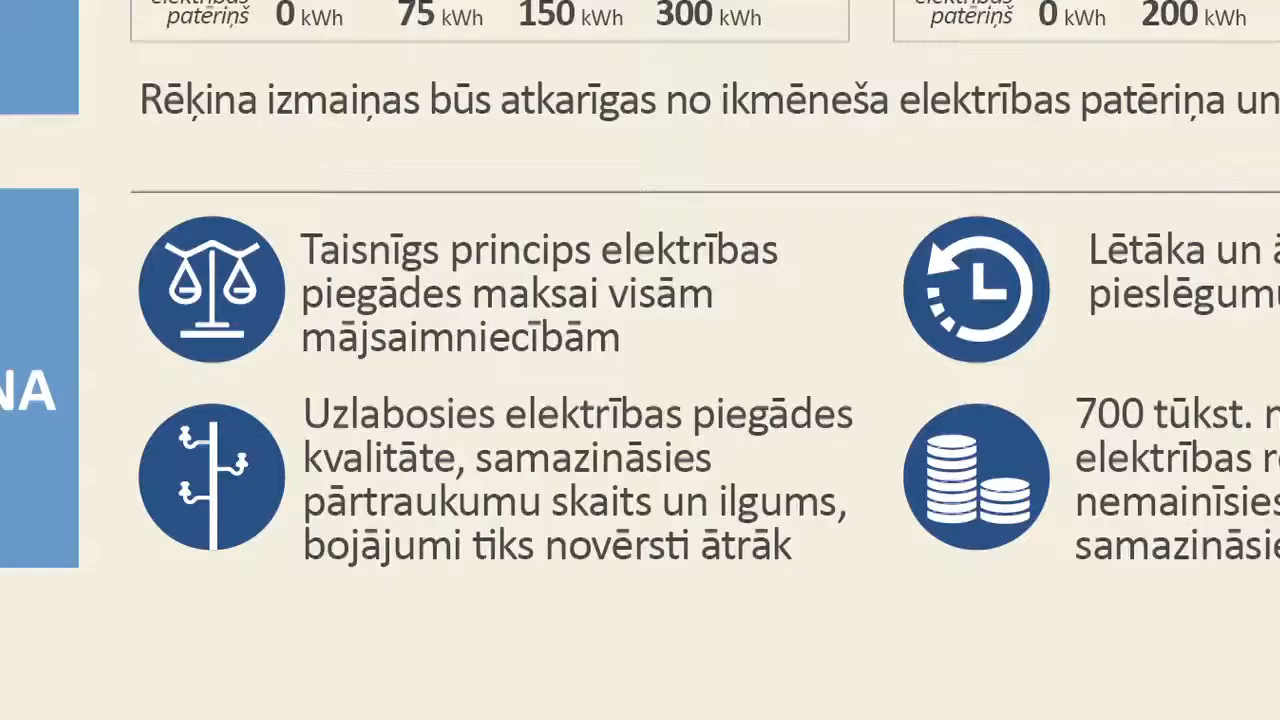 patēriņš 0 kWh 75 kWh 150 kWh 300 kWh
patēriņš 0 kWh 200 kWh
Rēķina izmaiņas būs atkarīgas no ikmēneša elektrības patēriņa un
Taisnīgs princips elektrības
piegādes maksai visām
mājsaimniecībām
Lētāka un
pieslēgumu
NA
Uzlabosies elektrības piegādes
kvalitāte, samazināsies
pārtraukumu skaits un ilgums,
bojājumi tiks novērsti ātrāk
700 tūkst.
elektrības
nemainīsies
samazināsie